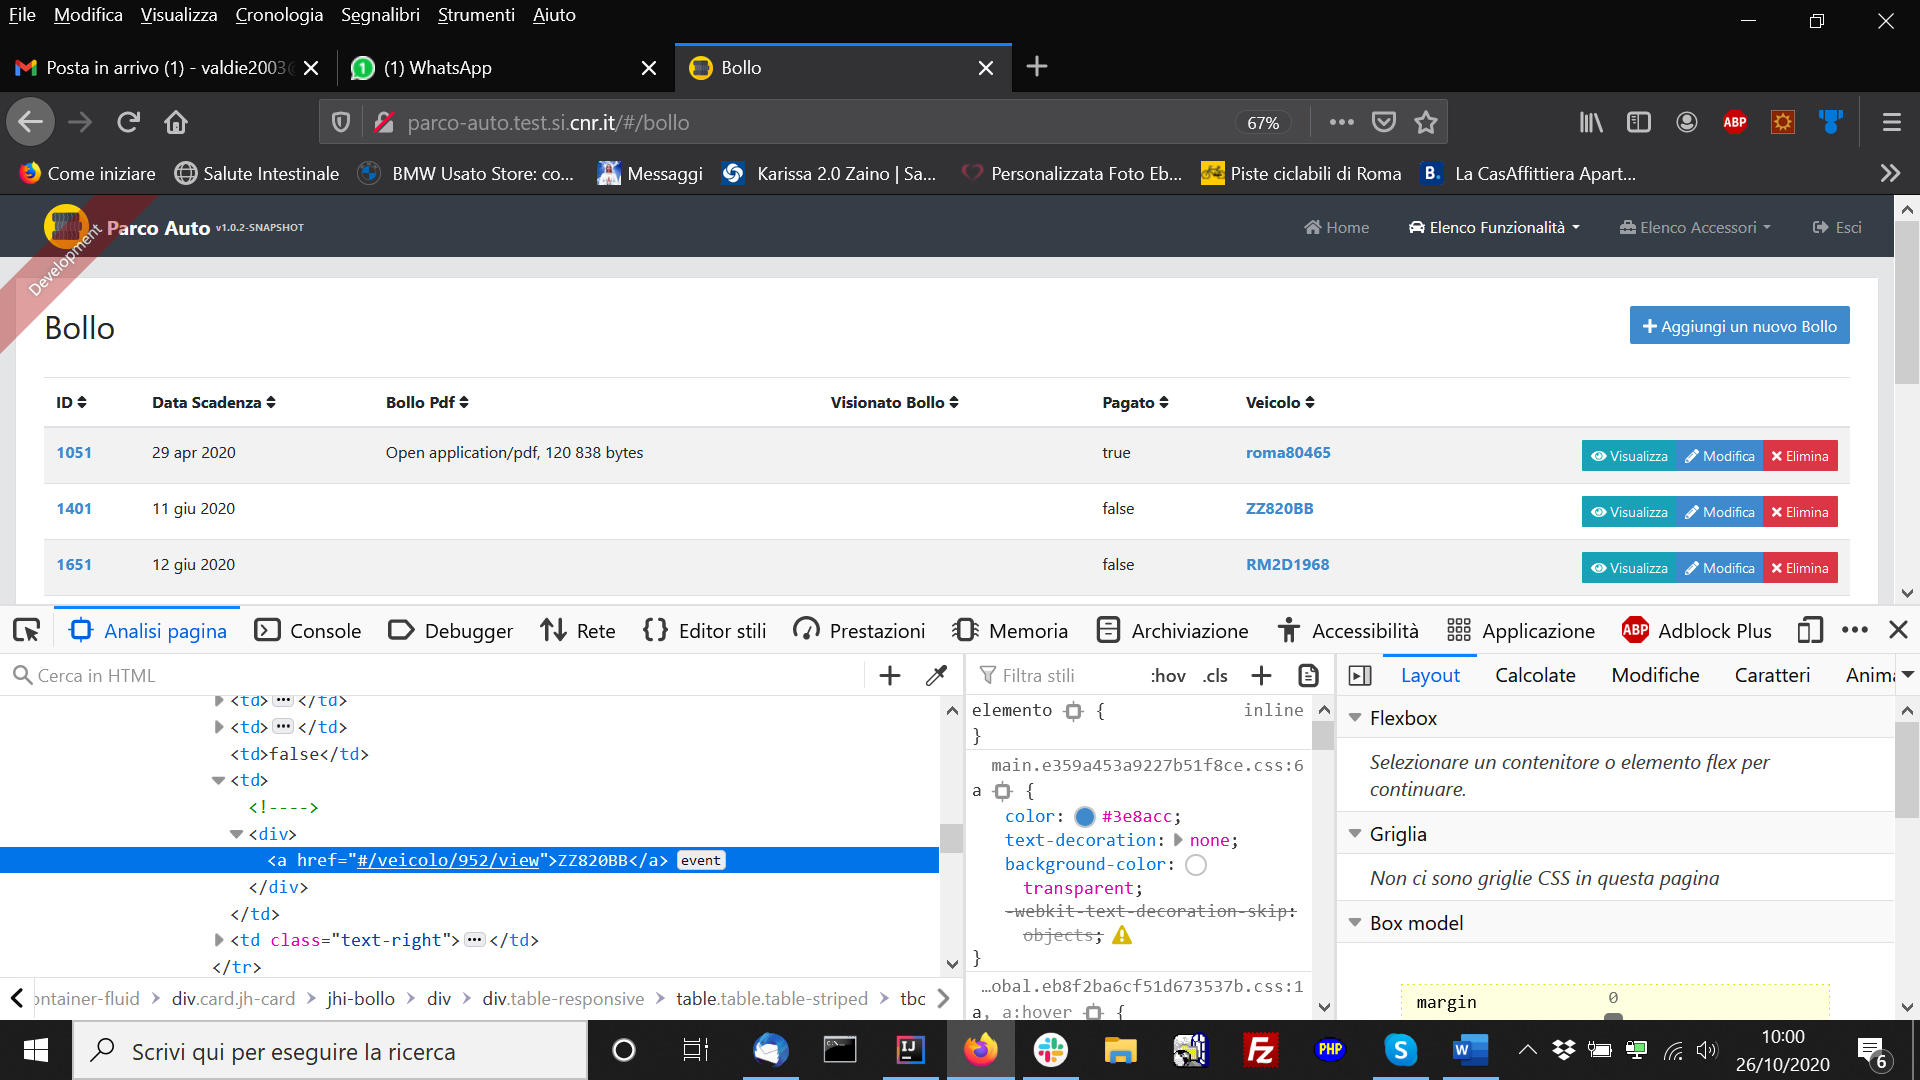 File Modifica Visualizza Cronologia Segnalibri Strumenti Aiuto
Posta in arrivo (1) - valdie2003@ (1) WhatsApp Bollo
parco-auto.test.si.cnr.it/#/bollo 67% ABP
Come iniziare Salute Intestinale BMW Usato Store: co... Messaggi Karissa 2.0 Zaino | Sa... Personalizzata Foto Eb... Piste ciclabili di Roma B. La CasAffittiera Apart...
Development
Parco Auto v1.0.2-SNAPSHOT Home Elenco Funzionalità Elenco Accessori Esci
Bollo + Aggiungi un nuovo Bollo
ID Data Scadenza Bollo Pdf Visionato Bollo Pagato Veicolo
1051 29 apr 2020 Open application/pdf, 120 838 bytes true roma80465 Visualizza Modifica Elimina
1401 11 giu 2020 false ZZ820BB Visualizza Modifica Elimina
1651 12 giu 2020 false RM2D1968 Visualizza Modifica Elimina
Analisi pagina Console Debugger Rete Editor stili Prestazioni Memoria Archiviazione Accessibilità Applicazione ABP Adblock Plus
Cerca in HTML Filtra stili :hov .cls Layout Calcolate Modifiche Caratteri Anima
<td>···</td>
<td>···</td>
<td>false</td>
<td>
<!---->
<div>
<a href="#/veicolo/952/view">ZZ820BB</a> event
</div>
</td>
<td class="text-right">···</td>
</tr>
elemento { inline
}
main.e359a453a9227b51f8ce.css:6
a {
color: #3e8acc;
text-decoration: none;
background-color:
transparent;
-webkit-text-decoration-skip:
objects;
}
…obal.eb8f2ba6cf51d673537b.css:1
a, a:hover {
Flexbox
Selezionare un contenitore o elemento flex per
continuare.
Griglia
Non ci sono griglie CSS in questa pagina
Box model
margin 0
ontainer-fluid div.card.jh-card jhi-bollo div div.table-responsive table.table.table-striped tbc
Scrivi qui per eseguire la ricerca IJ Fz PHP S W 10:00
26/10/2020 6